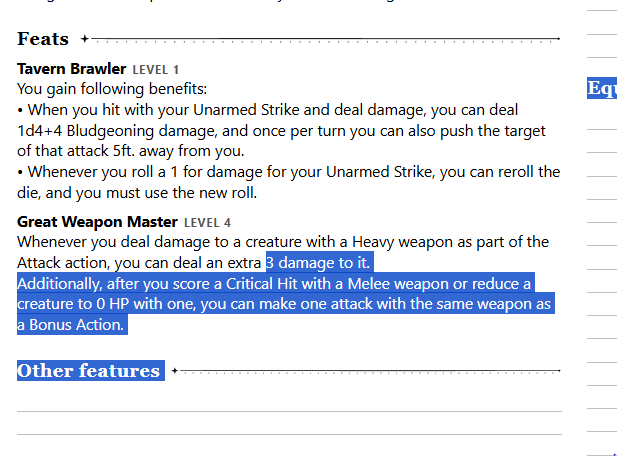 Feats
Tavern Brawler LEVEL 1
You gain following benefits:
• When you hit with your Unarmed Strike and deal damage, you can deal
1d4+4 Bludgeoning damage, and once per turn you can also push the target
of that attack 5ft. away from you.
• Whenever you roll a 1 for damage for your Unarmed Strike, you can reroll the
die, and you must use the new roll.
Great Weapon Master LEVEL 4
Whenever you deal damage to a creature with a Heavy weapon as part of the
Attack action, you can deal an extra 3 damage to it.
Additionally, after you score a Critical Hit with a Melee weapon or reduce a
creature to 0 HP with one, you can make one attack with the same weapon as
a Bonus Action.
Other features